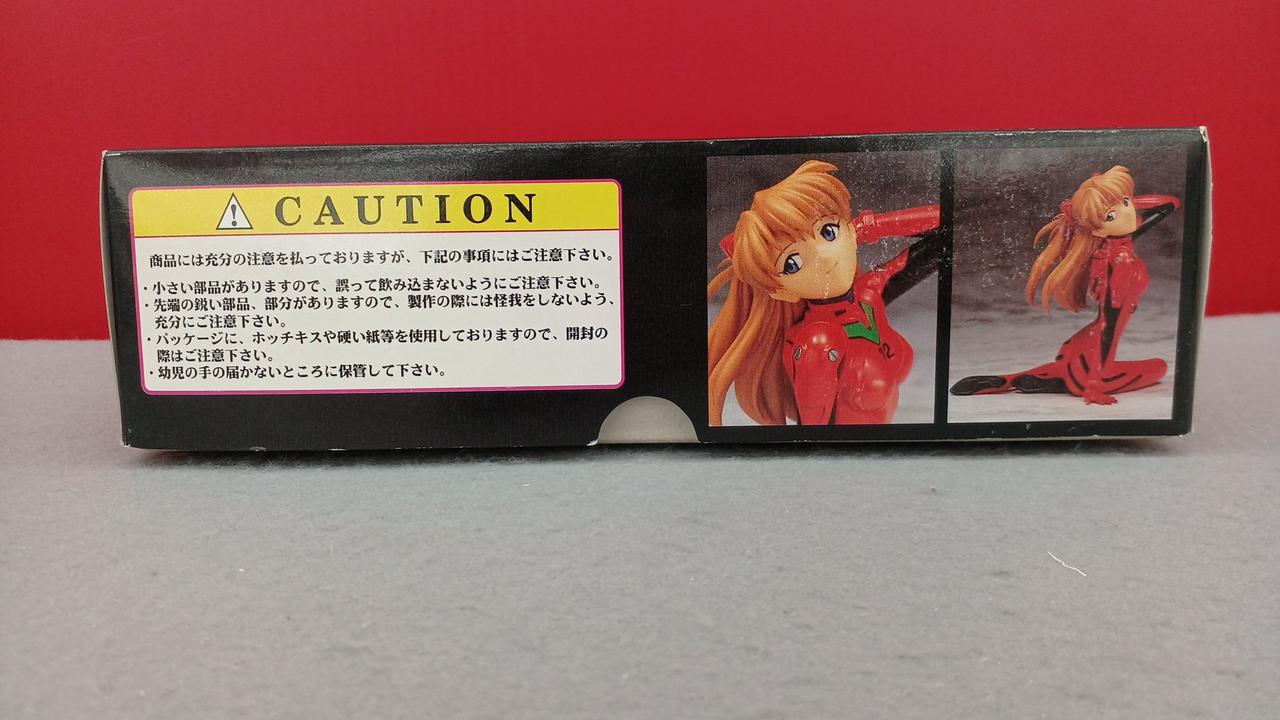 CAUTION
商品には充分の注意を払っておりますが、下記の事項にはご注意下さい。
・小さい部品がありますので、誤って飲み込まないようにご注意下さい。
・先端の鋭い部品、部分がありますので、製作の際には怪我をしないよう、
充分にご注意下さい。
・パッケージに、ホッチキスや硬い紙等を使用しておりますので、開封の
際はご注意下さい。
・幼児の手の届かないところに保管して下さい。
02